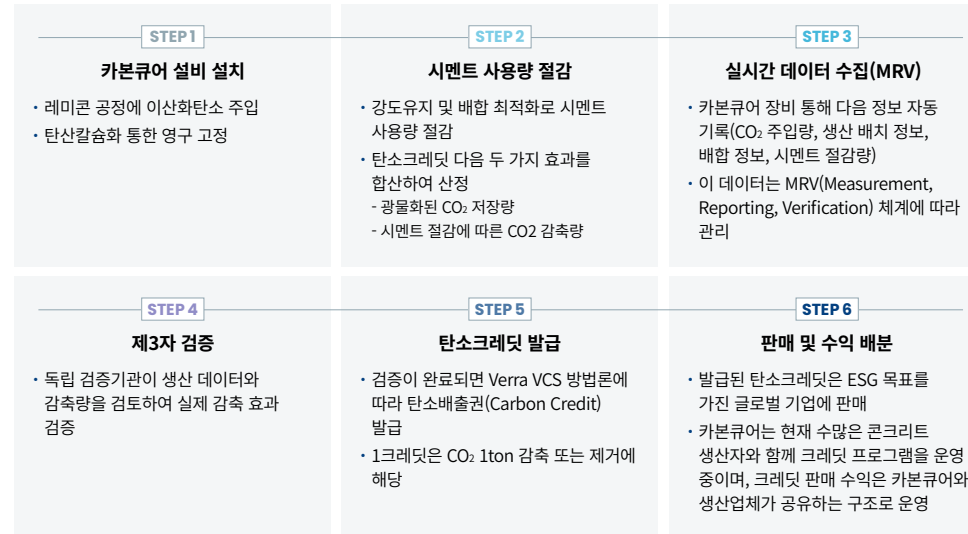 STEP 1
카본큐어 설비 설치
· 레미콘 공정에 이산화탄소 주입
· 탄산칼슘화 통한 영구 고정
STEP 2
시멘트 사용량 절감
· 강도유지 및 배합 최적화로 시멘트
사용량 절감
· 탄소크레딧 다음 두 가지 효과를
합산하여 산정
- 광물화된 CO₂ 저장량
- 시멘트 절감에 따른 CO2 감축량
STEP 3
실시간 데이터 수집(MRV)
· 카본큐어 장비 통해 다음 정보 자동
기록(CO₂ 주입량, 생산 배치 정보,
배합 정보, 시멘트 절감량)
· 이 데이터는 MRV(Measurement,
Reporting, Verification) 체계에 따라
관리
STEP 4
제3자 검증
· 독립 검증기관이 생산 데이터와
감축량을 검토하여 실제 감축 효과
검증
STEP 5
탄소크레딧 발급
· 검증이 완료되면 Verra VCS 방법론에
따라 탄소배출권(Carbon Credit)
발급
· 1크레딧은 CO₂ 1ton 감축 또는 제거에
해당
STEP 6
판매 및 수익 배분
· 발급된 탄소크레딧은 ESG 목표를
가진 글로벌 기업에 판매
· 카본큐어는 현재 수많은 콘크리트
생산자와 함께 크레딧 프로그램을 운영
중이며, 크레딧 판매 수익은 카본큐어와
생산업체가 공유하는 구조로 운영